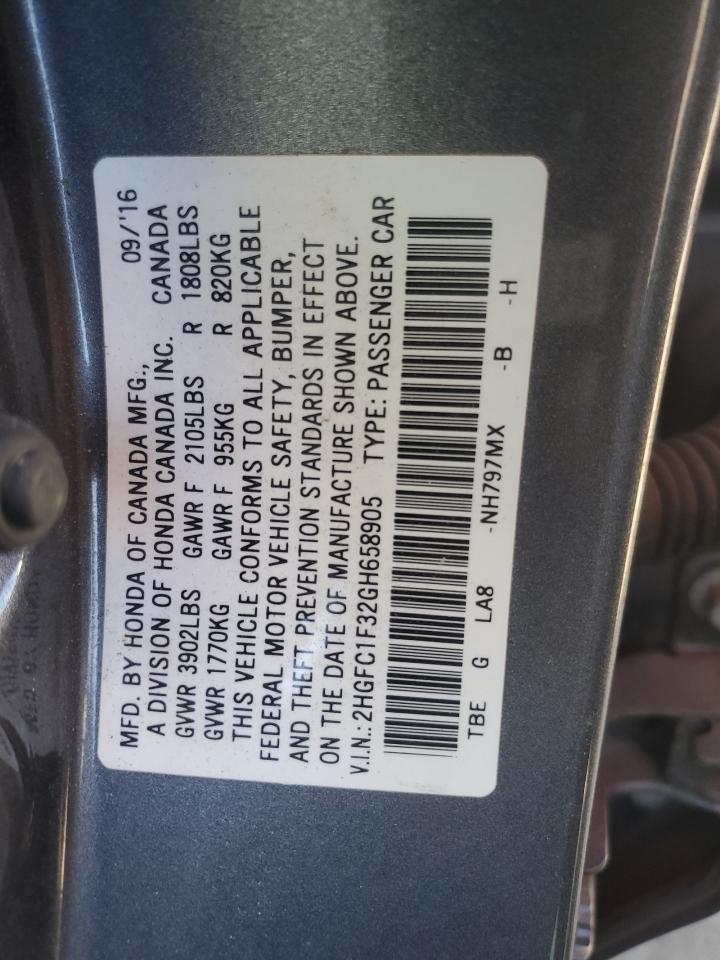 MFD. BY HONDA OF CANADA MFG., 09/'16
A DIVISION OF HONDA CANADA INC. CANADA
GVWR 3902LBS GAWR F 2105LBS R 1808LBS
GVWR 1770KG GAWR F 955KG R 820KG
THIS VEHICLE CONFORMS TO ALL APPLICABLE
FEDERAL MOTOR VEHICLE SAFETY, BUMPER,
AND THEFT PREVENTION STANDARDS IN EFFECT
ON THE DATE OF MANUFACTURE SHOWN ABOVE.
V.I.N.: 2HGFC1F32GH658905 TYPE: PASSENGER CAR
TBE G LA8 -NH797MX -B -H